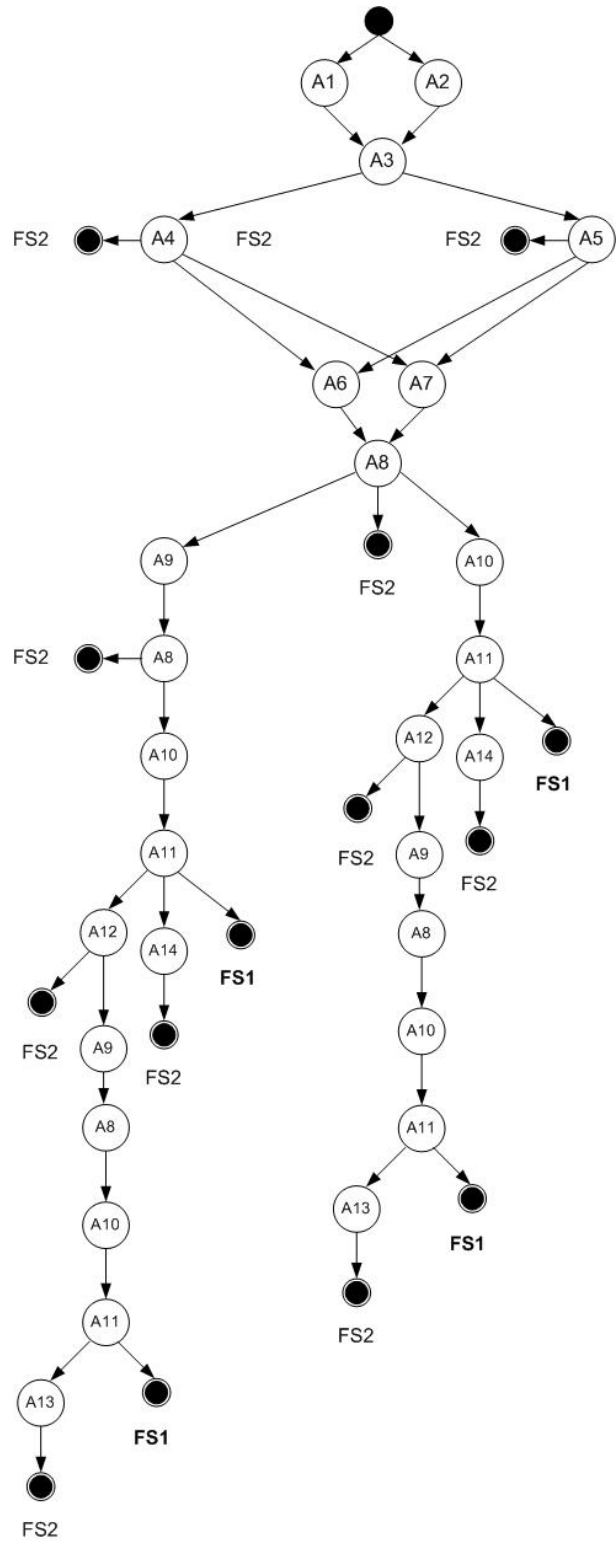 A1 A2
A3
FS2 A4 FS2 FS2 A5
A6 A7
A8
A9 A10
FS2
FS2 A8 A11
A12 A14
A10 FS1
FS2 A9 FS2
A11
A12 A14 A8
FS1
FS2 A9 FS2 A10
A8 A11
A13
A10 FS1
A11 FS2
A13
FS1
FS2